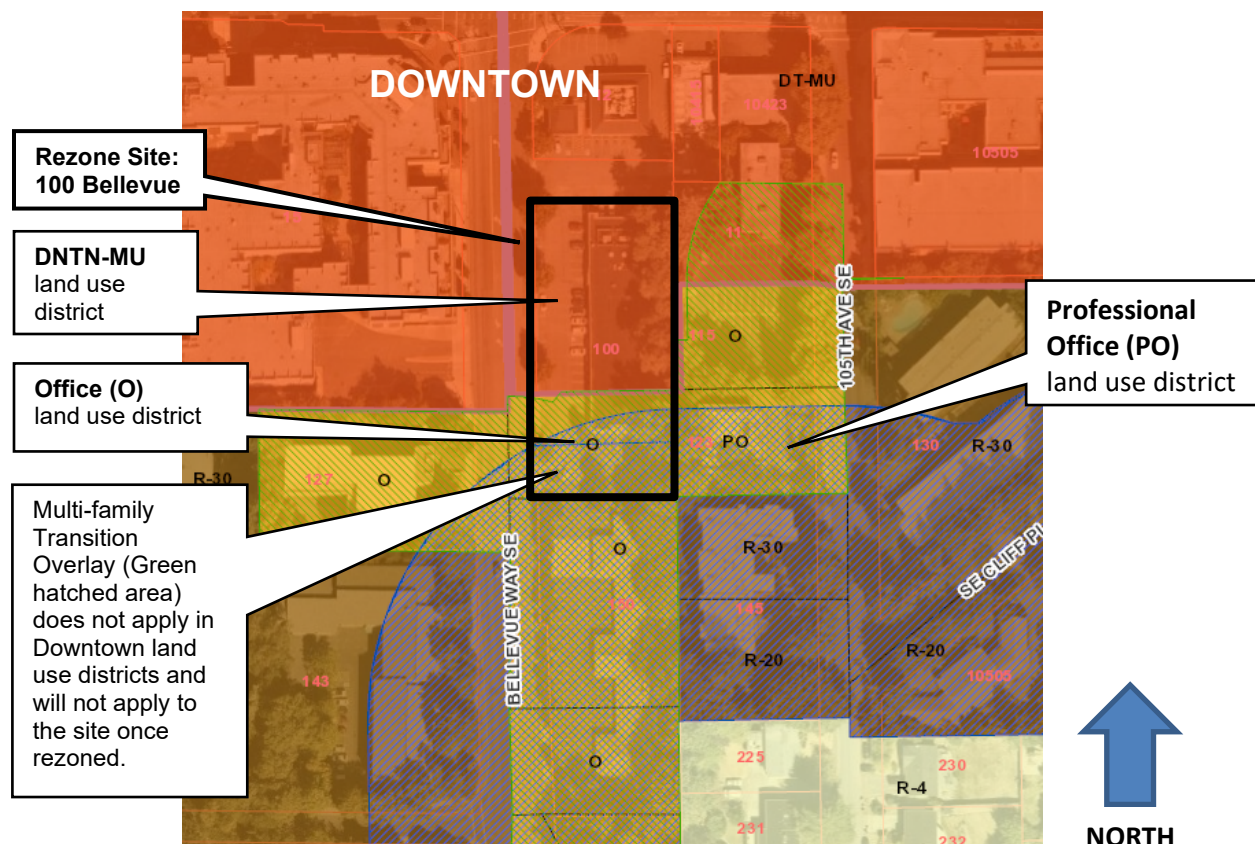 DOWNTOWN
DT-MU
10423
10505
Rezone Site:
100 Bellevue
DNTN-MU
land use
district
11
100
O
105TH AVE SE
Professional
Office (PO)
land use district
Office (O)
land use district
R-30
127
O
O
PO
130
R-30
Multi-family
Transition
Overlay (Green
hatched area)
does not apply in
Downtown land
use districts and
will not apply to
the site once
rezoned.
BELLEVUE WAY SE
O
R-30
145
R-20
SE CLIFF PL
R-20
10505
143
O
225
230
R-4
231
232
NORTH